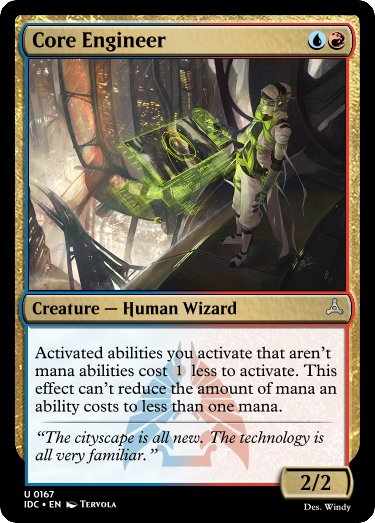 Core Engineer
Creature — Human Wizard
Activated abilities you activate that aren't
mana abilities cost 1 less to activate. This
effect can't reduce the amount of mana an
ability costs to less than one mana.
“The cityscape is all new. The technology is
all very familiar.”
2/2
U 0167
IDC • EN Tervola
Des. Windy